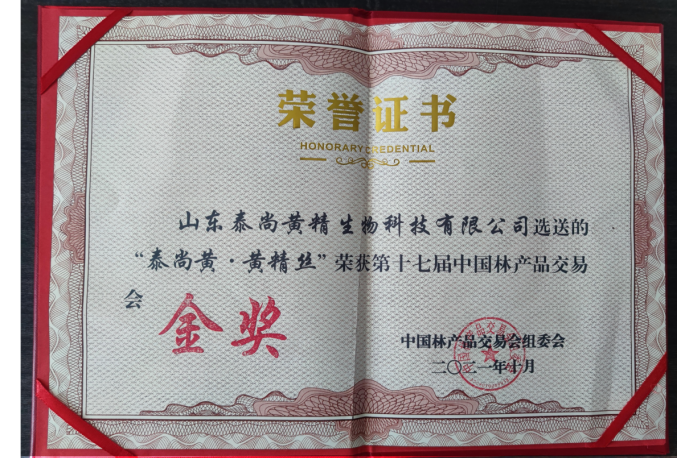 荣誉证书
HONORARY CREDENTIAL
山东泰尚黄精生物科技有限公司选送的
“泰尚黄·黄精丝”荣获第十七届中国林产品交易
会
金奖
中国林产品交易会组委会
二〇二一年十月